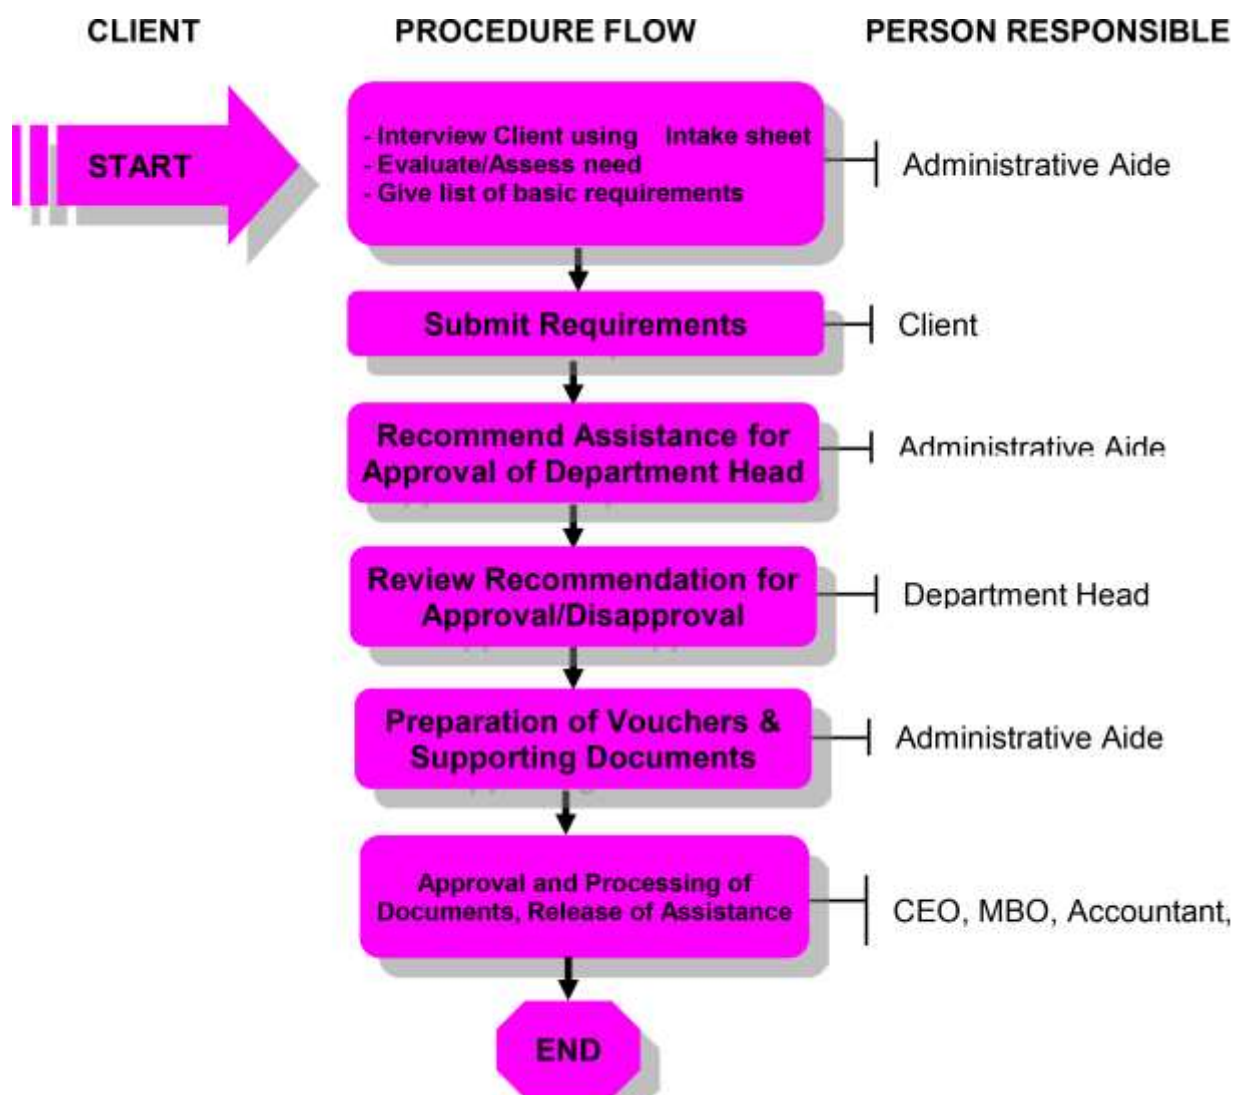 CLIENT PROCEDURE FLOW PERSON RESPONSIBLE
START
- Interview Client using Intake sheet
- Evaluate/Assess need
- Give list of basic requirements
Administrative Aide
Submit Requirements
Client
Recommend Assistance for
Approval of Department Head
Administrative Aide
Review Recommendation for
Approval/Disapproval
Department Head
Preparation of Vouchers &
Supporting Documents
Administrative Aide
Approval and Processing of
Documents, Release of Assistance
CEO, MBO, Accountant,
END